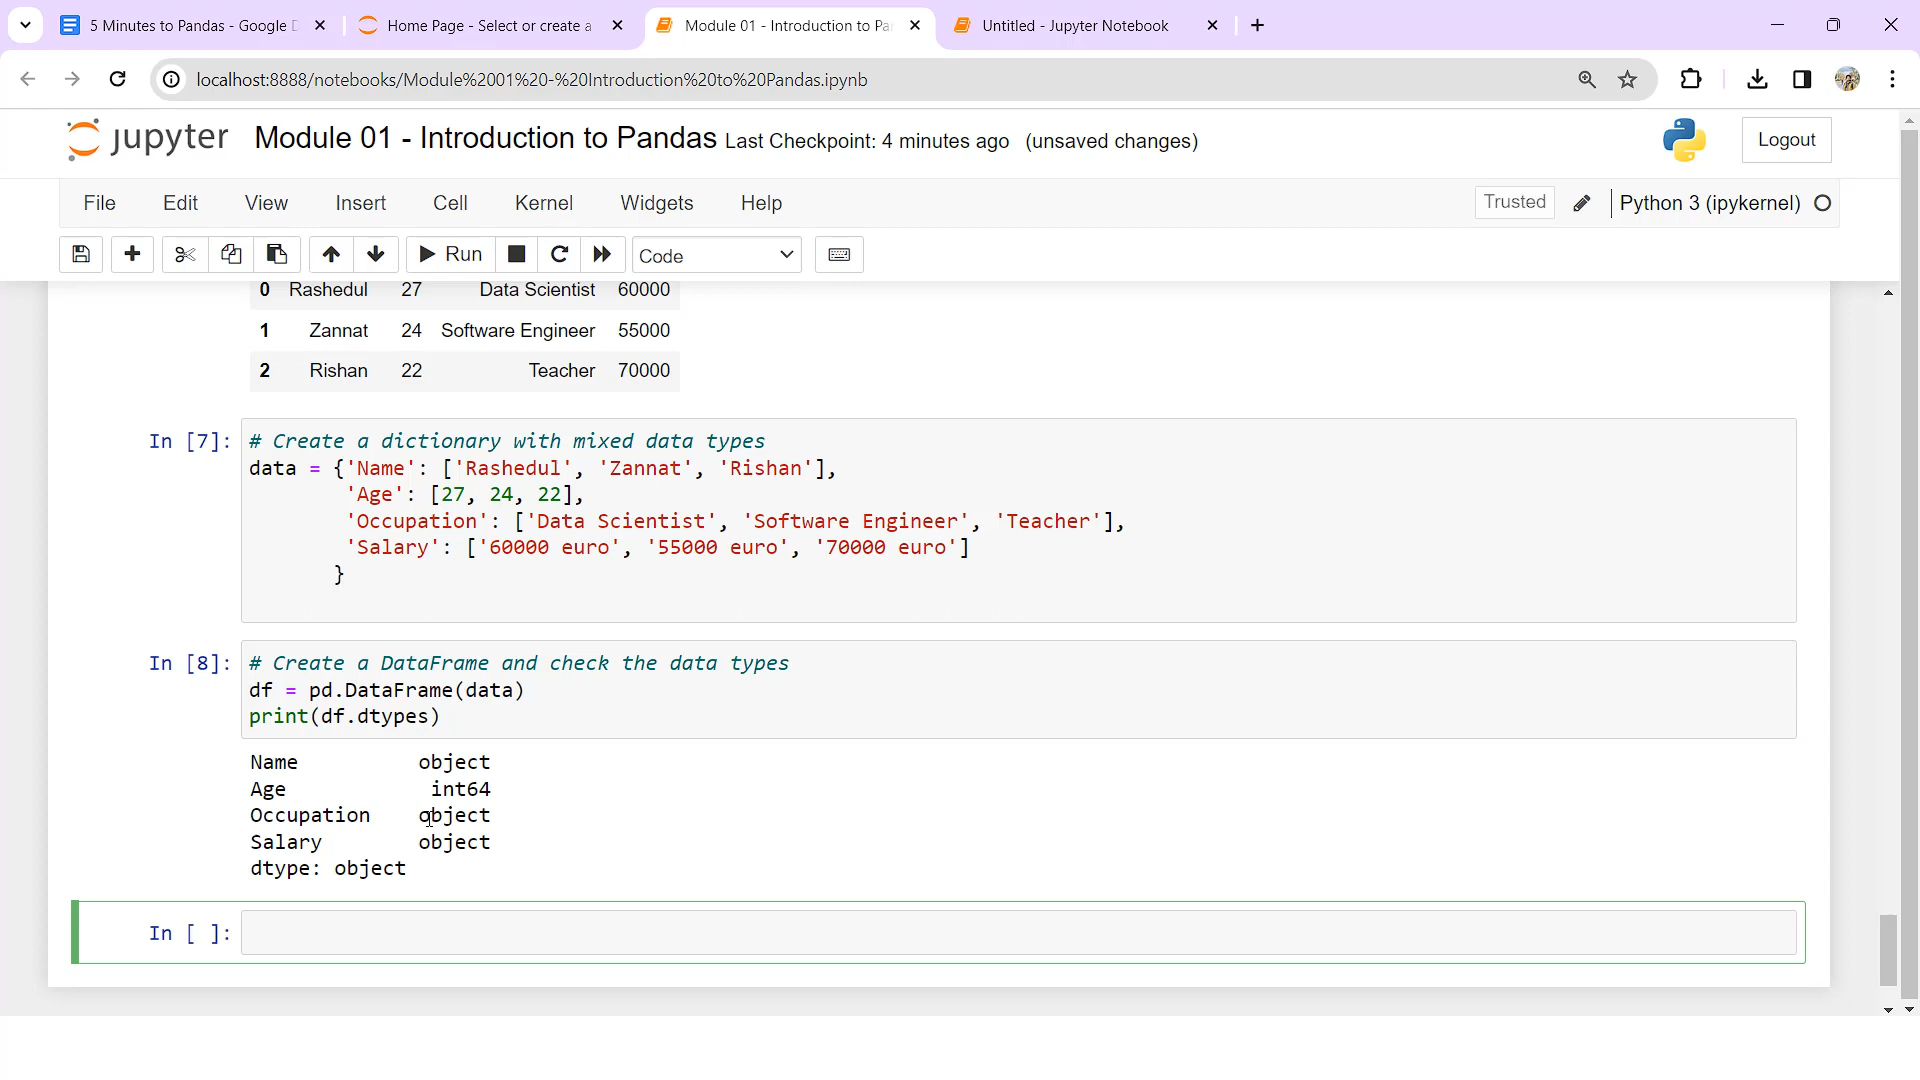 5 Minutes to Pandas - Google D
Home Page - Select or create a
Module 01 - Introduction to Pan
Untitled - Jupyter Notebook
localhost:8888/notebooks/Module%2001%20-%20Introduction%20to%20Pandas.ipynb
jupyter Module 01 - Introduction to Pandas Last Checkpoint: 4 minutes ago (unsaved changes)
Logout
File Edit View Insert Cell Kernel Widgets Help
Trusted
Python 3 (ipykernel)
Run
Code
0 Rashedul 27 Data Scientist 60000
1 Zannat 24 Software Engineer 55000
2 Rishan 22 Teacher 70000
In [7]: # Create a dictionary with mixed data types
data = {'Name': ['Rashedul', 'Zannat', 'Rishan'],
'Age': [27, 24, 22],
'Occupation': ['Data Scientist', 'Software Engineer', 'Teacher'],
'Salary': ['60000 euro', '55000 euro', '70000 euro']
}
In [8]: # Create a DataFrame and check the data types
df = pd.DataFrame(data)
print(df.dtypes)
Name object
Age int64
Occupation object
Salary object
dtype: object
In [ ]: